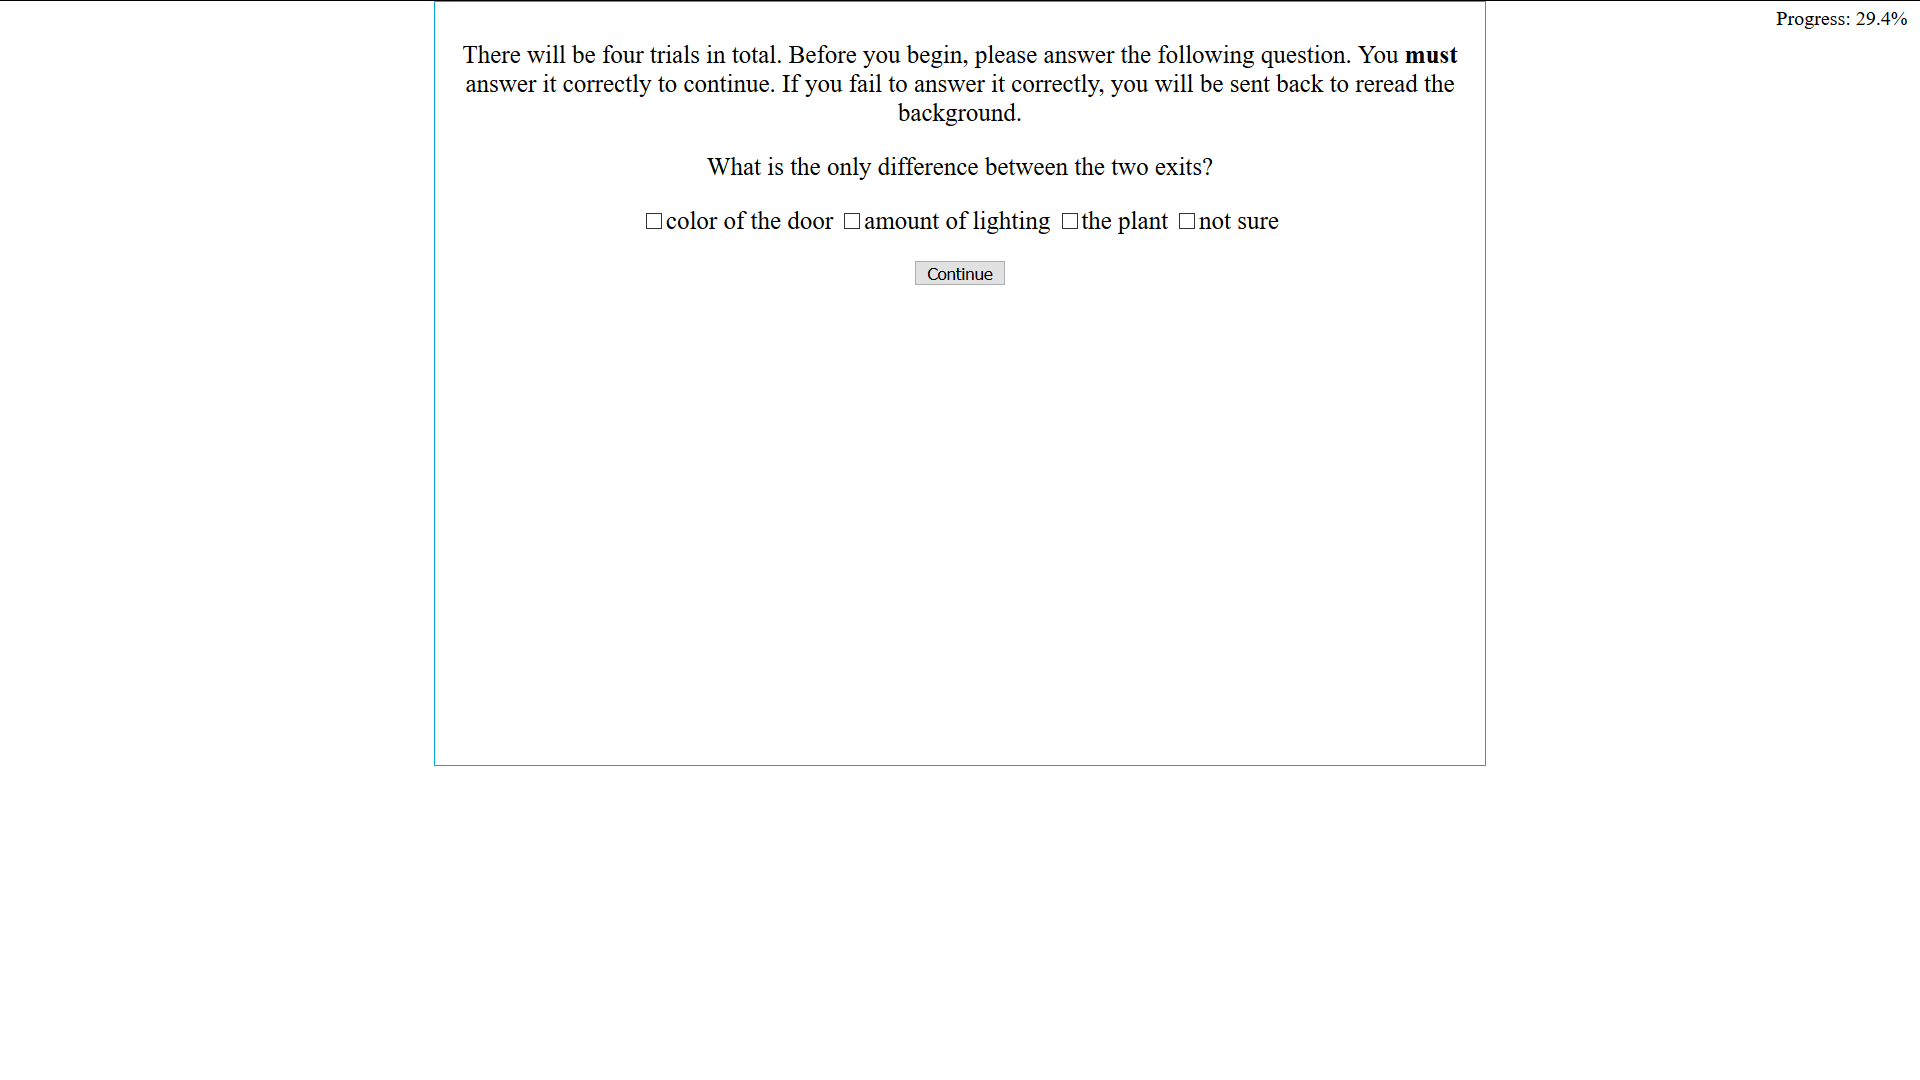 Progress: 29.4%
There will be four trials in total. Before you begin, please answer the following question. You must
answer it correctly to continue. If you fail to answer it correctly, you will be sent back to reread the
background.
What is the only difference between the two exits?
color of the door amount of lighting the plant not sure
Continue